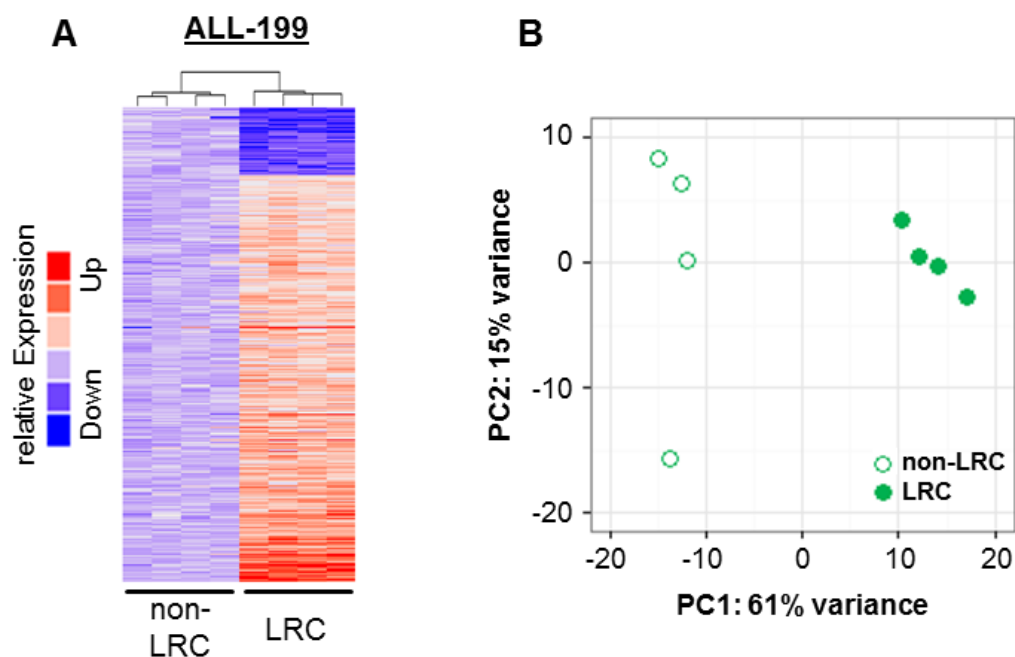 A
ALL-199
relative Expression
Up
Down
non-
LRC
LRC
B
PC2: 15% variance
10
0
-10
-20
non-LRC
LRC
-20
-10
0
10
20
PC1: 61% variance